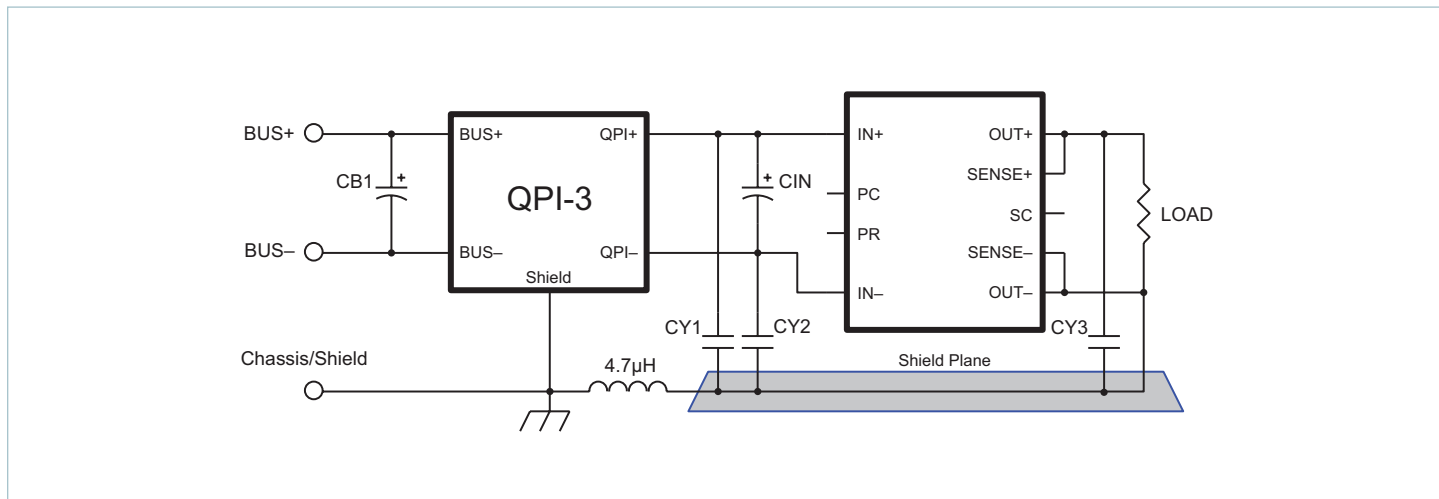 BUS+
CB1
+
BUS–
Chassis/Shield
BUS+
QPI+
QPI-3
BUS–
QPI–
Shield
4.7µH
CY1
CY2
+
CIN
IN+
OUT+
SENSE+
PC
SC
PR
SENSE–
IN–
OUT–
CY3
LOAD
Shield Plane